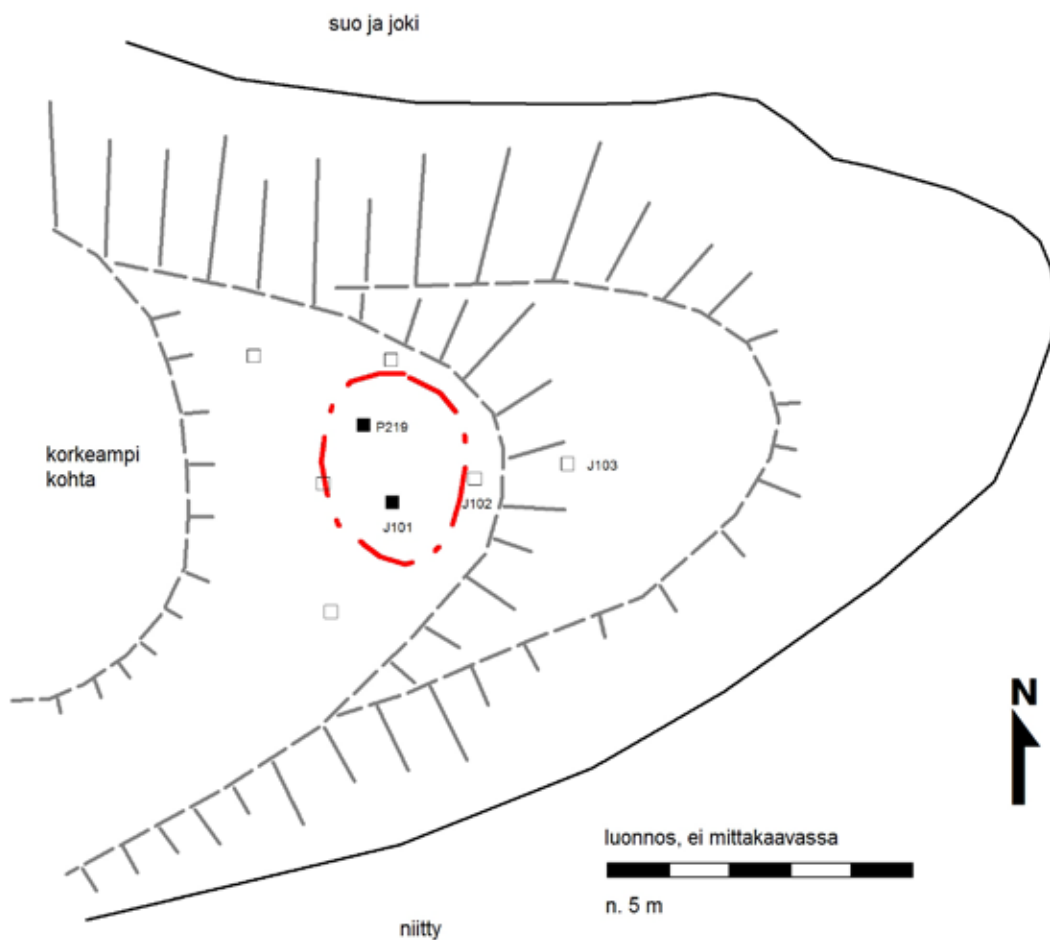 suo ja joki
P219
korkeampi
kohta
J103
J102
J101
N
luonnos, ei mittakaavassa
n. 5 m
niitty